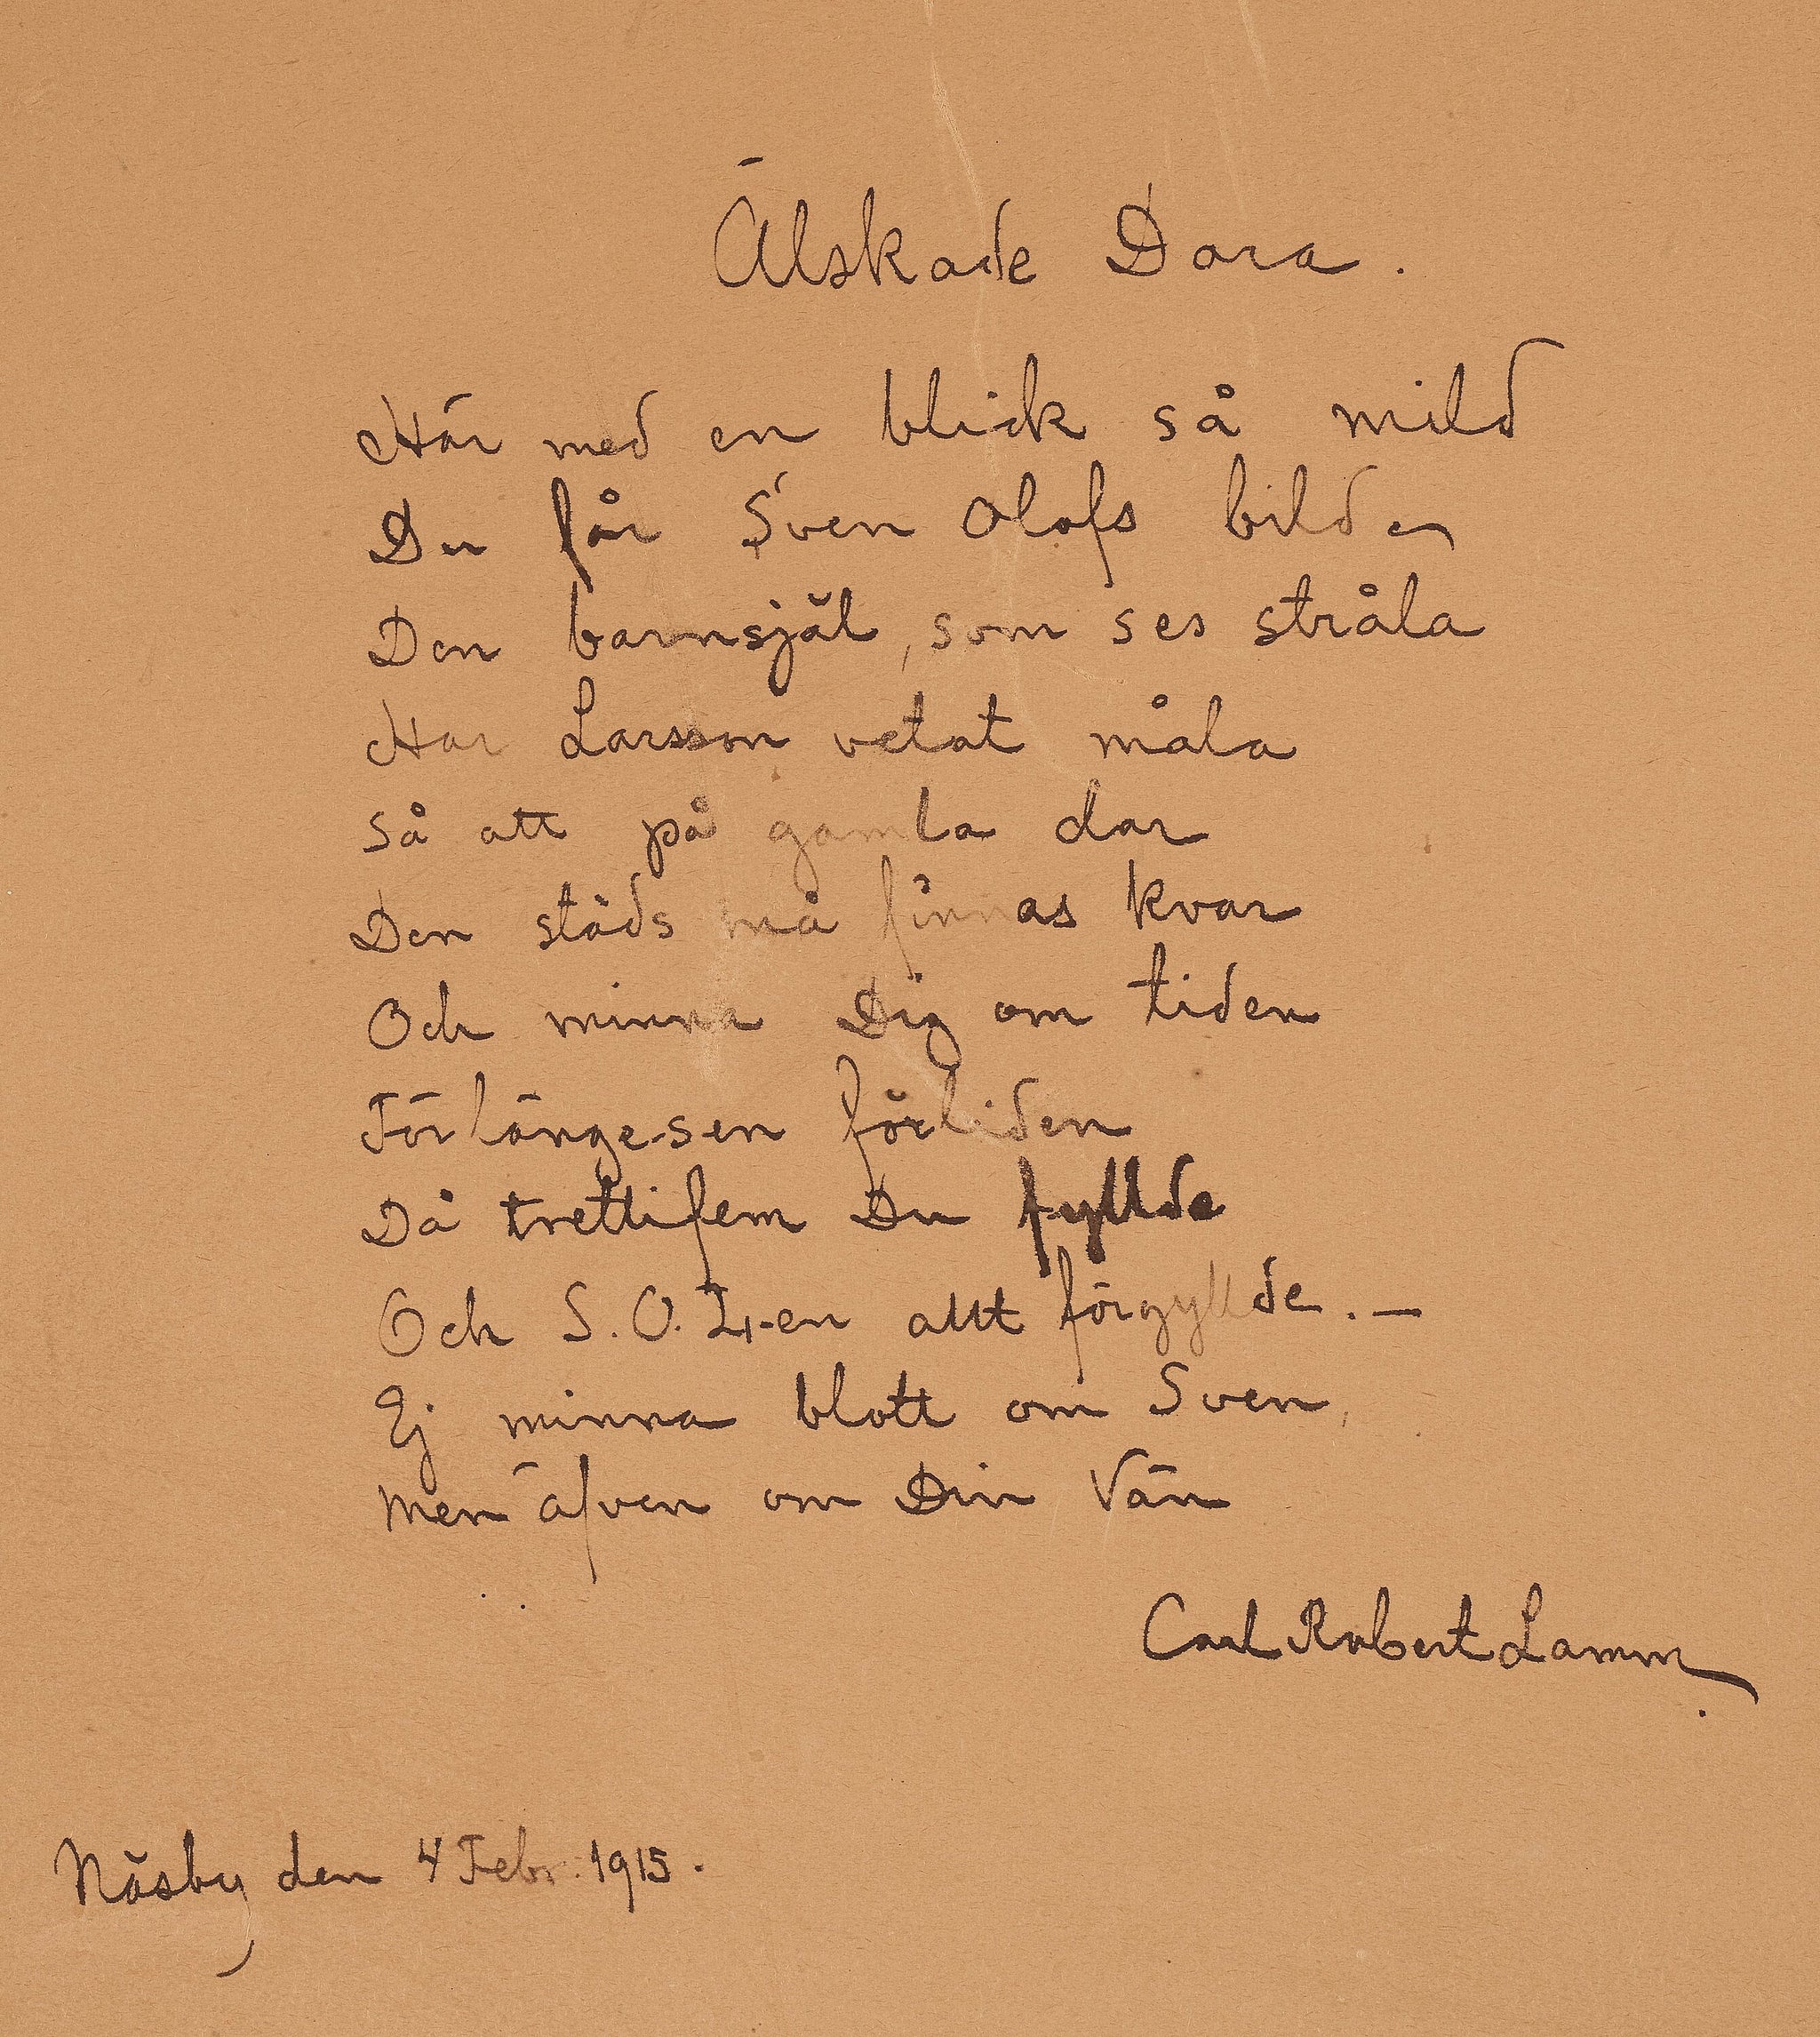 Älskade Dora.
Här med en blick så mild
Du får Sven Olofs bild
Den barnsjäl, som ses stråla
Har Larsson vetat måla
så att på gamla dar
Den städs må finnas kvar
Och minna Dig om tiden
Förlänge-sen förliden
Då trettifem Du fyllde
Och S.O.L-en allt förgyllde. –
Ej minna blott om Sven,
Men äfven om Din Vän
Carl Robert Lamm.
Näsby den 4 Febr. 1915.